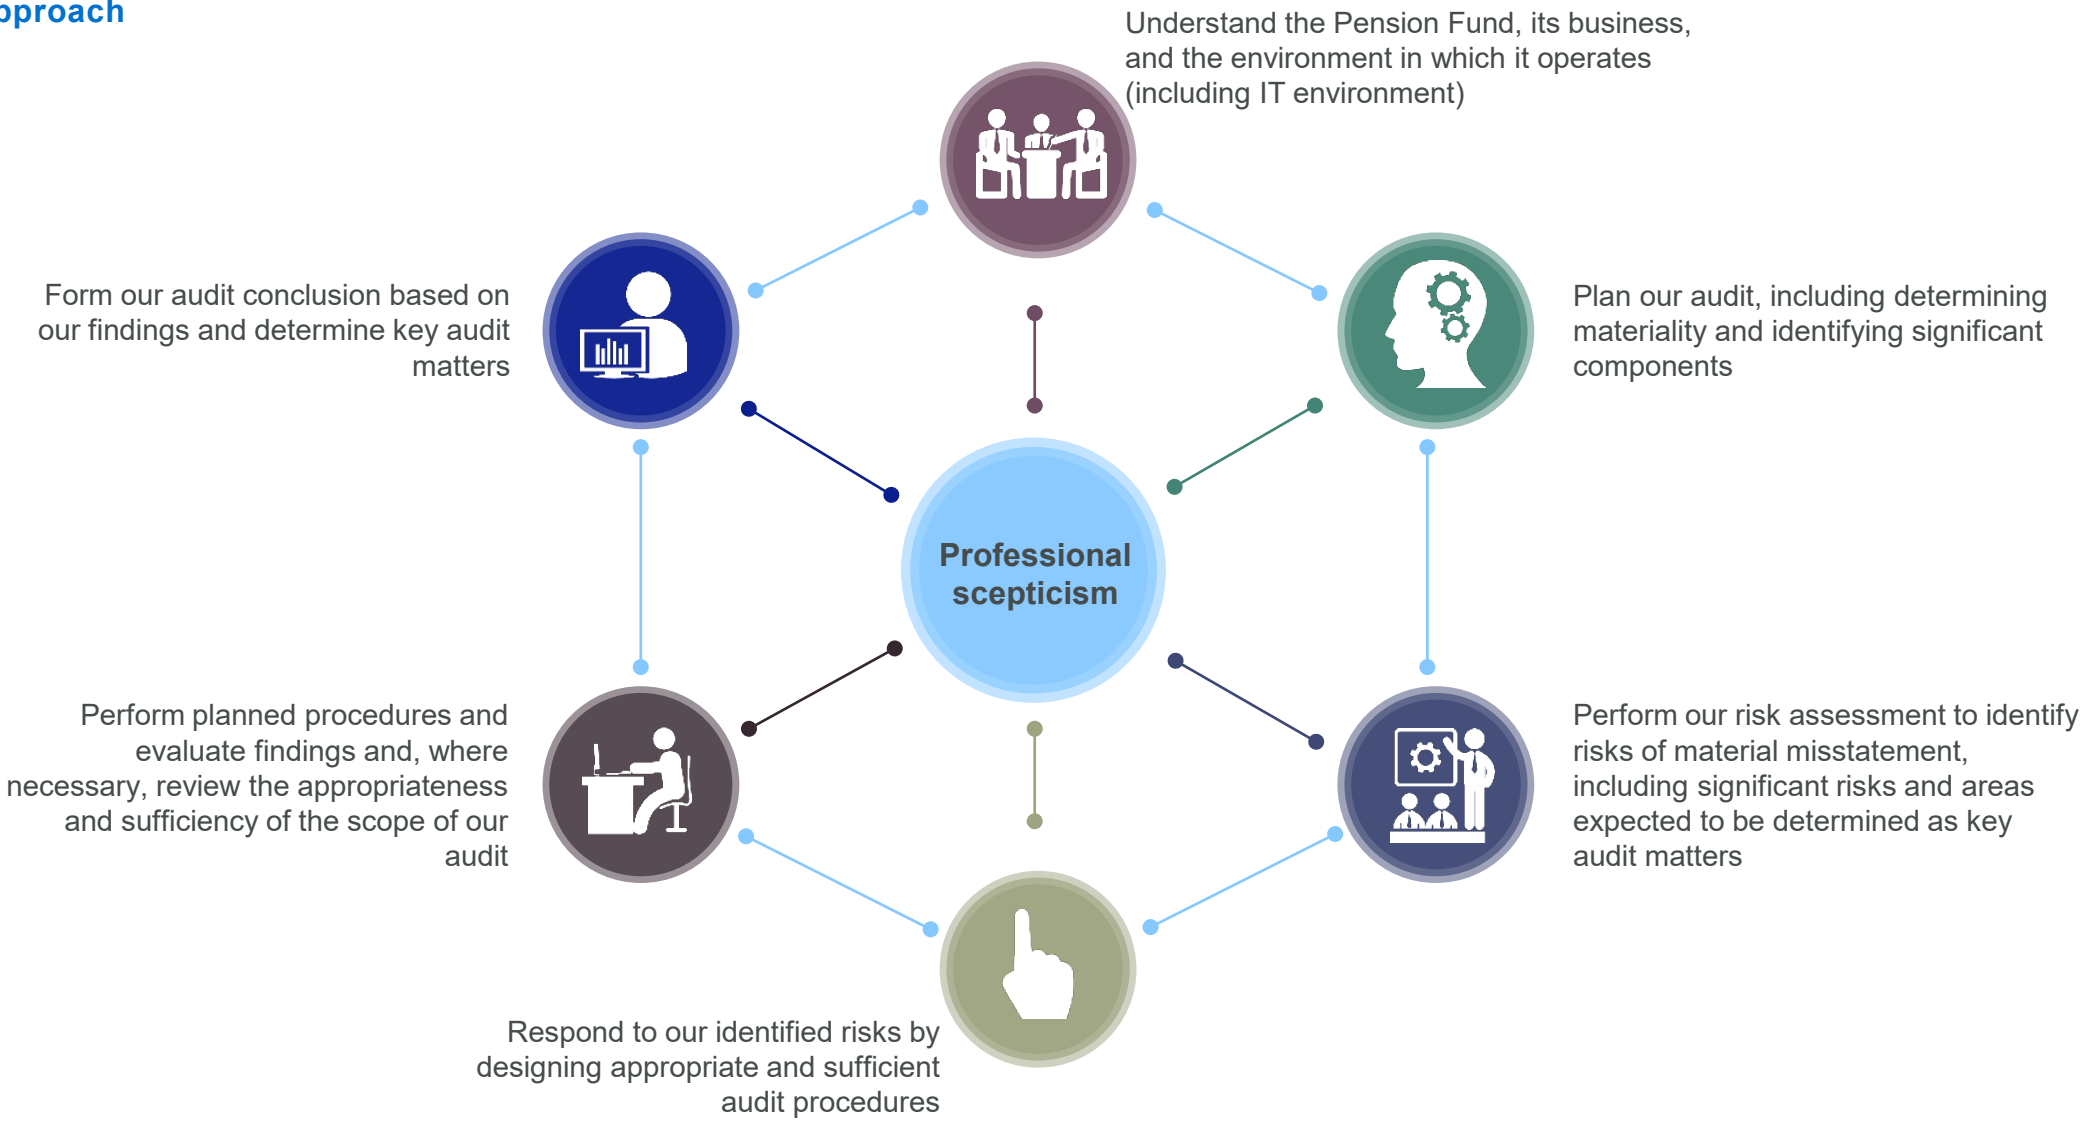 pproach
Understand the Pension Fund, its business,
and the environment in which it operates
(including IT environment)
Plan our audit, including determining
materiality and identifying significant
components
Perform our risk assessment to identify
risks of material misstatement,
including significant risks and areas
expected to be determined as key
audit matters
Respond to our identified risks by
designing appropriate and sufficient
audit procedures
Perform planned procedures and
evaluate findings and, where
necessary, review the appropriateness
and sufficiency of the scope of our
audit
Form our audit conclusion based on
our findings and determine key audit
matters
Professional
scepticism